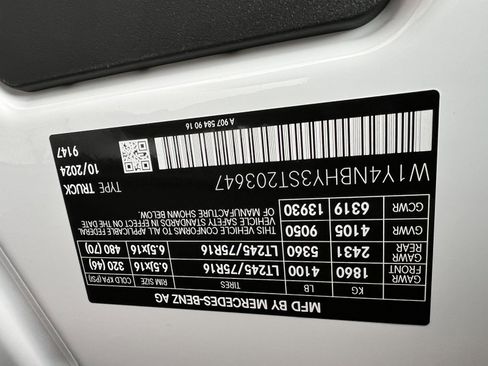 MFD BY MERCEDES-BENZ AG
KG LB TIRES RIM SIZE COLD KPA (PSI)
GAWR FRONT 1860 4100 LT245/75R16 6.5x16 320 (46)
GAWR REAR 2431 5360 LT245/75R16 6.5x16 480 (70)
GVWR 4105 9050 THIS VEHICLE CONFORMS TO ALL APPLICABLE FEDERAL
GCWR 6319 13930 VEHICLE SAFETY STANDARDS IN EFFECT ON THE DATE
OF MANUFACTURE SHOWN BELOW.
W1Y4NBHY3ST203647 TYPE: TRUCK 10/2024 9147
A 907 584 90 16